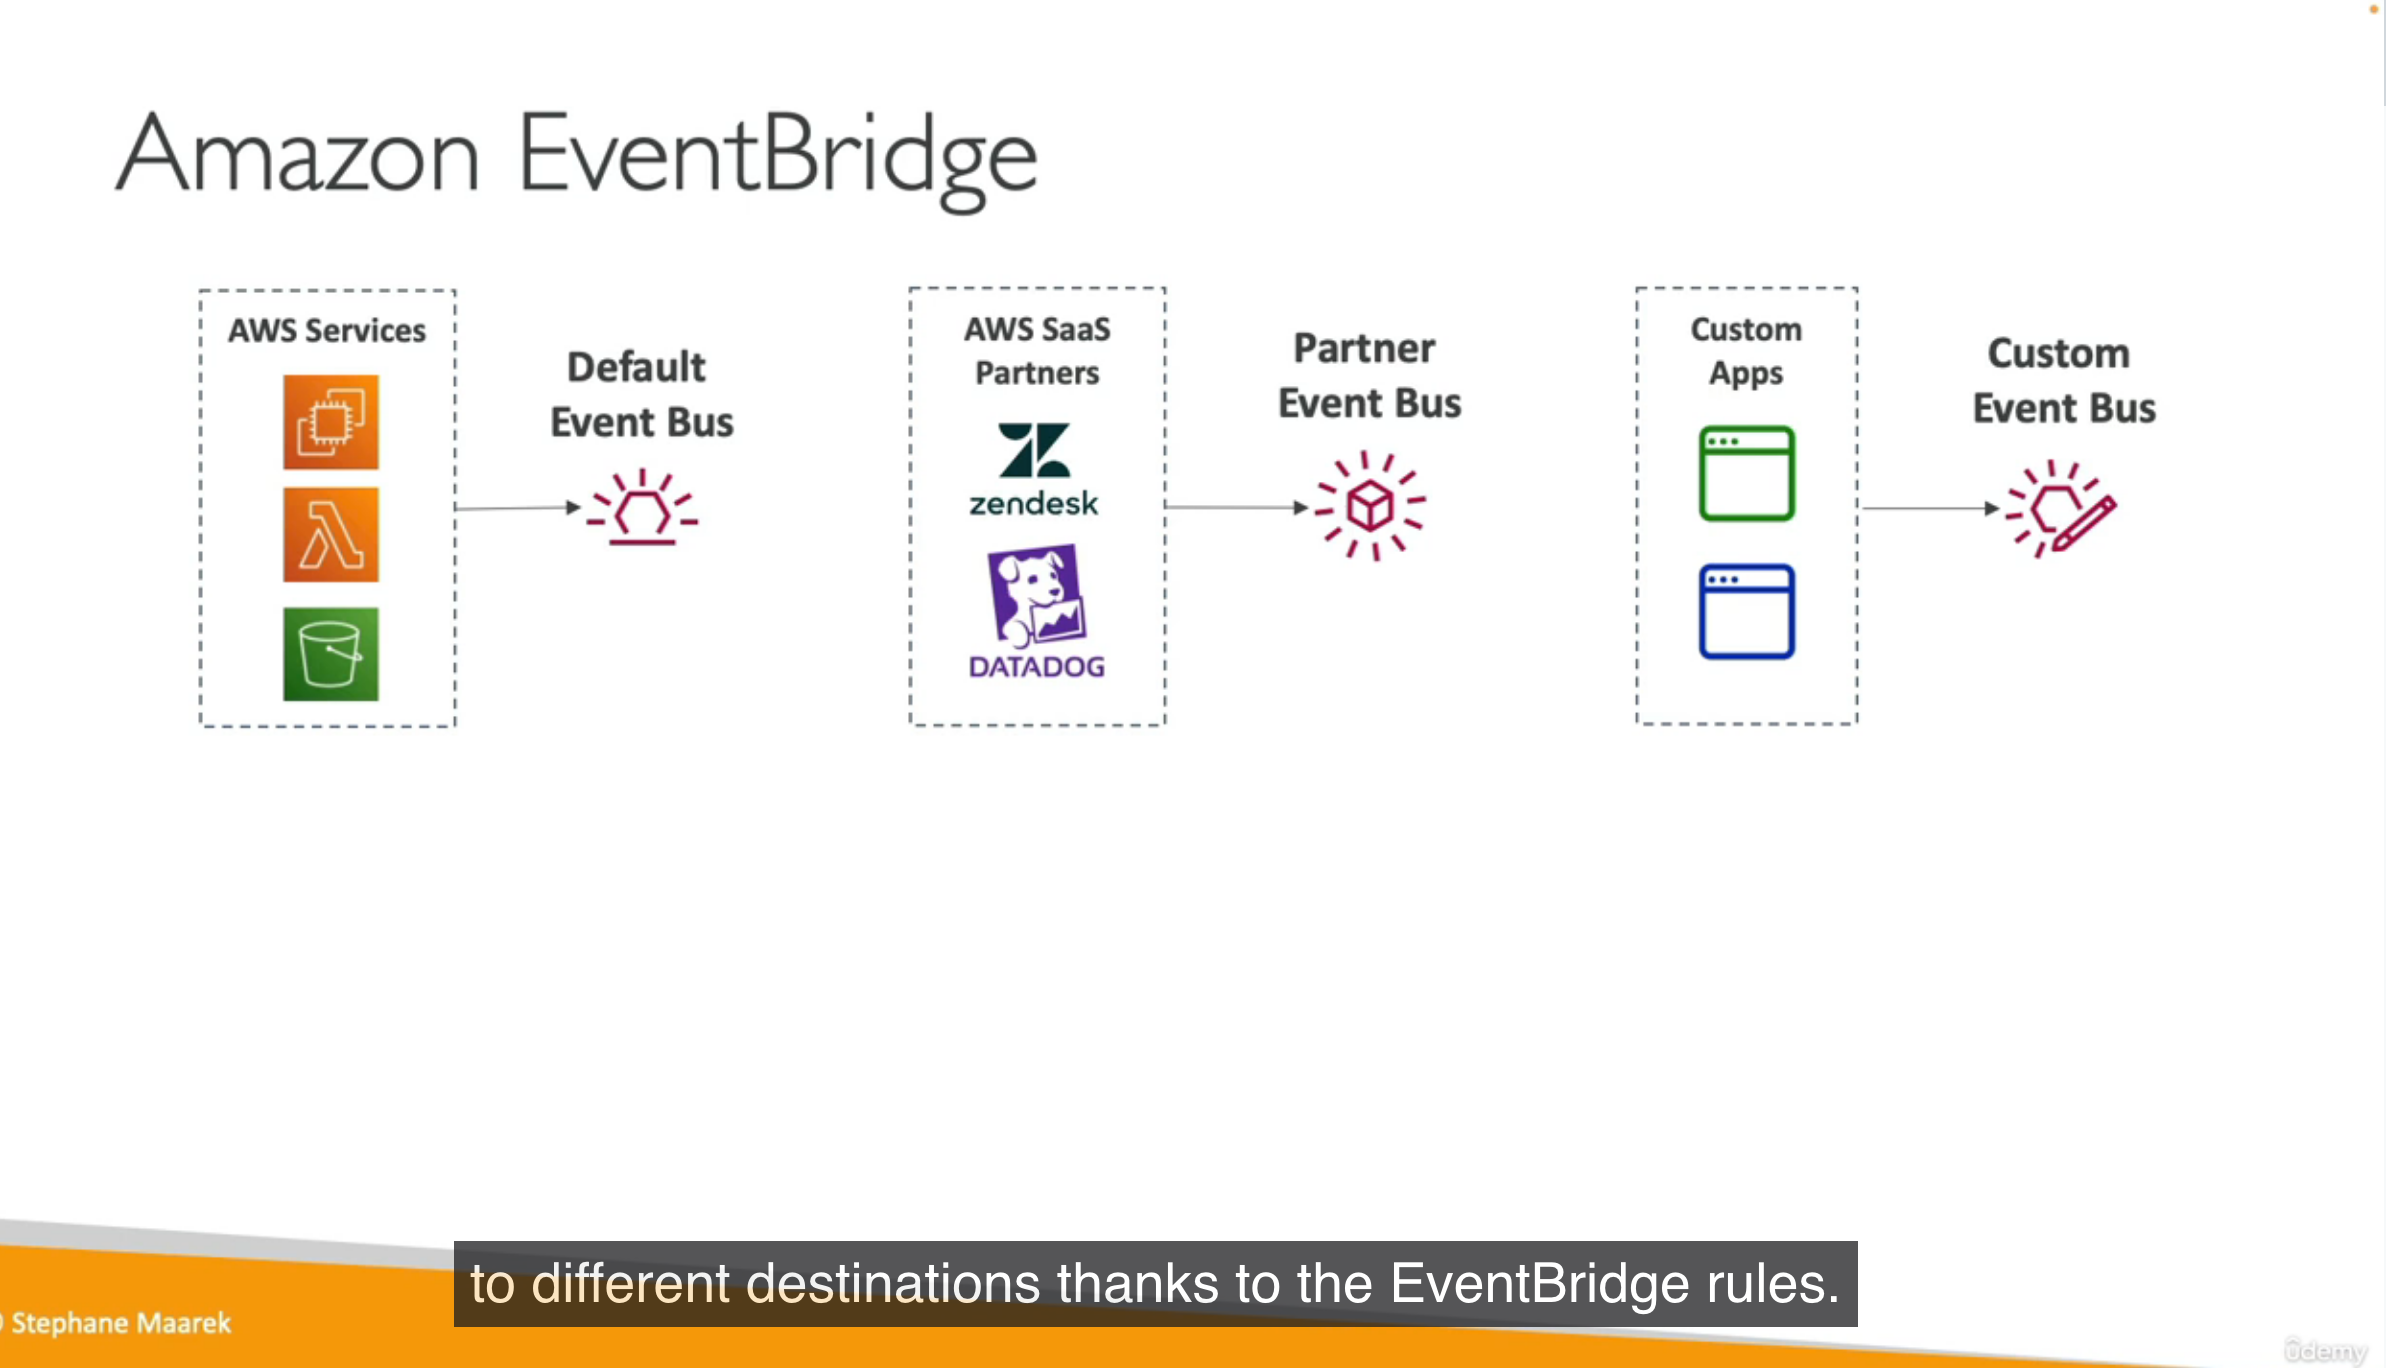 Amazon EventBridge
AWS Services
Default
Event Bus
AWS SaaS
Partners
zendesk
DATADOG
Partner
Event Bus
Custom
Apps
Custom
Event Bus
to different destinations thanks to the EventBridge rules.
Stephane Maarek
ûdemy